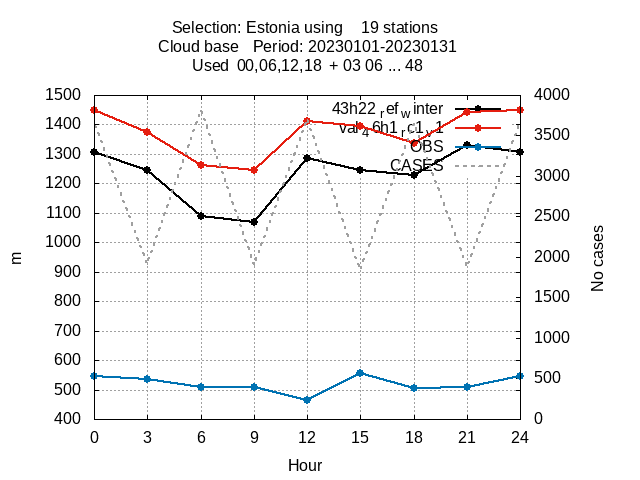 Selection: Estonia using 19 stations
Cloud base Period: 20230101-20230131
Used 00,06,12,18 + 03 06 ... 48
1500
1400
1300
1200
1100
1000
900
800
700
600
500
400
m
4000
3500
3000
2500
2000
1500
1000
500
0
No cases
43h22_ref_winter
val_46h1_rc1_v1
OBS
CASES
0 3 6 9 12 15 18 21 24
Hour